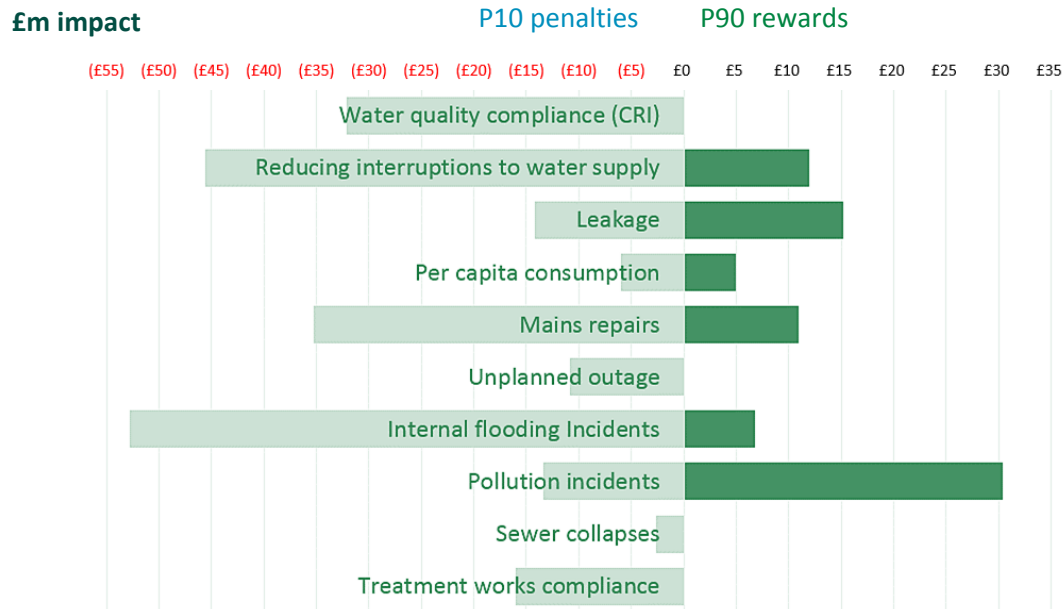 £m impact P10 penalties P90 rewards
(£55) (£50) (£45) (£40) (£35) (£30) (£25) (£20) (£15) (£10) (£5) £0 £5 £10 £15 £20 £25 £30 £35
Water quality compliance (CRI)
Reducing interruptions to water supply
Leakage
Per capita consumption
Mains repairs
Unplanned outage
Internal flooding Incidents
Pollution incidents
Sewer collapses
Treatment works compliance